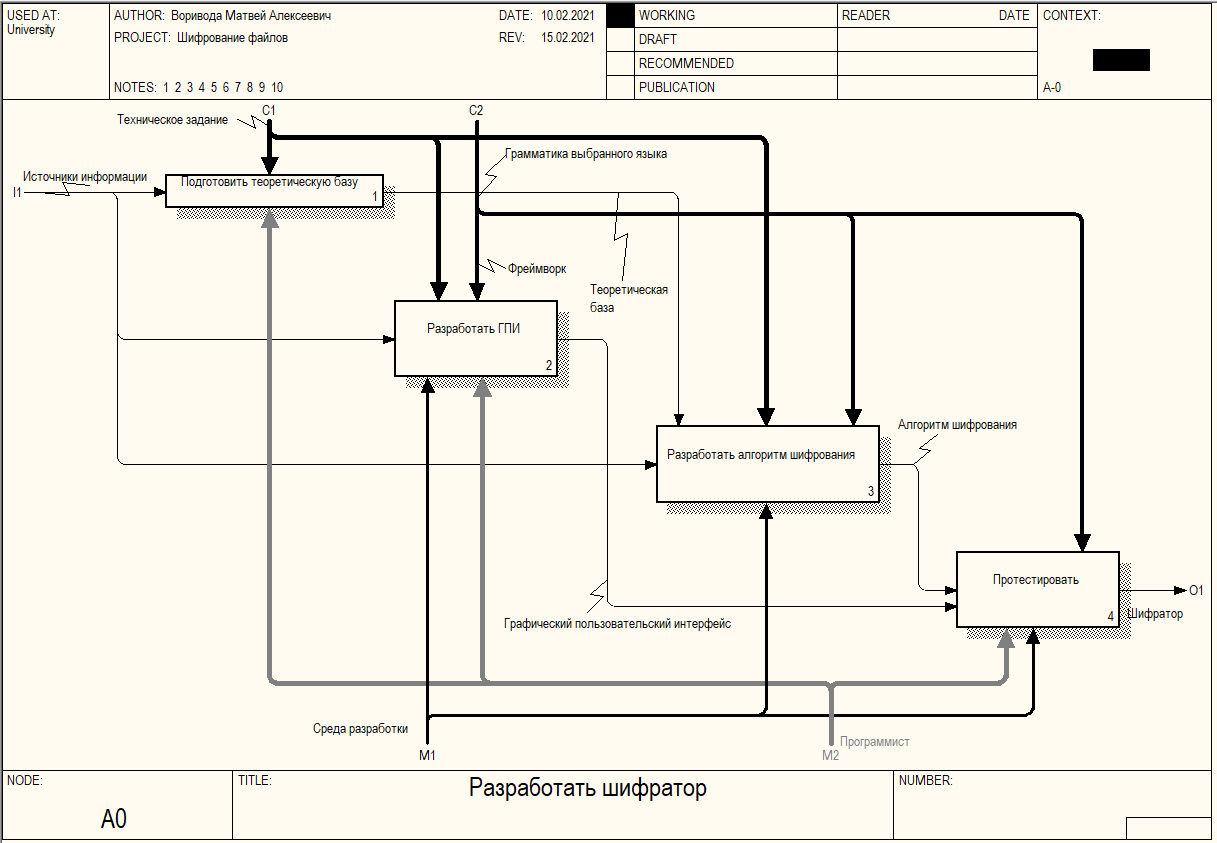 USED AT:
University
AUTHOR: Воривода Матвей Алексеевич
PROJECT: Шифрование файлов
DATE: 10.02.2021
REV: 15.02.2021
NOTES: 1 2 3 4 5 6 7 8 9 10
WORKING
DRAFT
RECOMMENDED
PUBLICATION
READER DATE
CONTEXT:
A-0
C1
C2
Техническое задание
Грамматика выбранного языка
Источники информации
I1
Подготовить теоретическую базу
1
Фреймворк
Теоретическая
база
Разработать ГПИ
2
Алгоритм шифрования
Разработать алгоритм шифрования
3
Протестировать
4
O1
Шифратор
Графический пользовательский интерфейс
Среда разработки
M1
Программист
M2
NODE:
A0
TITLE:
Разработать шифратор
NUMBER: